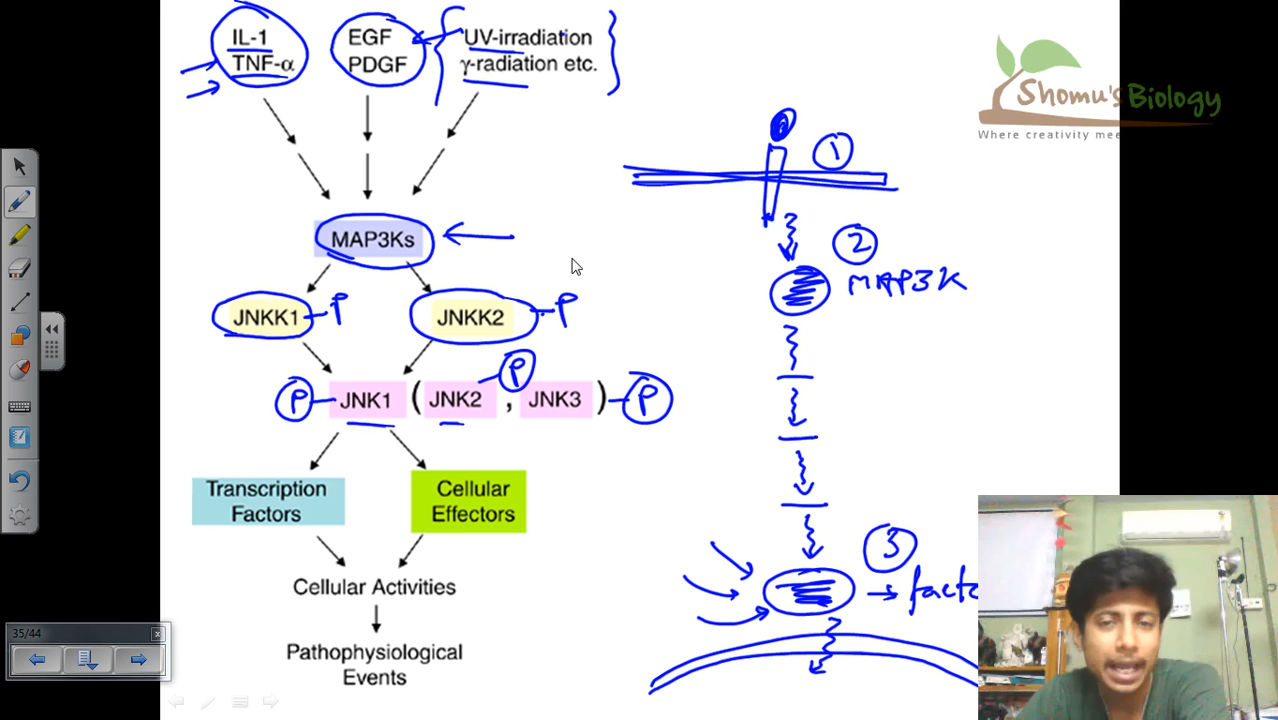 IL-1
TNF-α
EGF
PDGF
UV-irradiation
γ-radiation etc.
Shomu's Biology
Where creativity mee
1
MAP3Ks
2
MAP3K
JNKK1
P
JNKK2
P
P
JNK1
(
JNK2
P
,
JNK3
)
P
Transcription
Factors
Cellular
Effectors
3
Cellular Activities
→ facto
35/44
x
Pathophysiological
Events